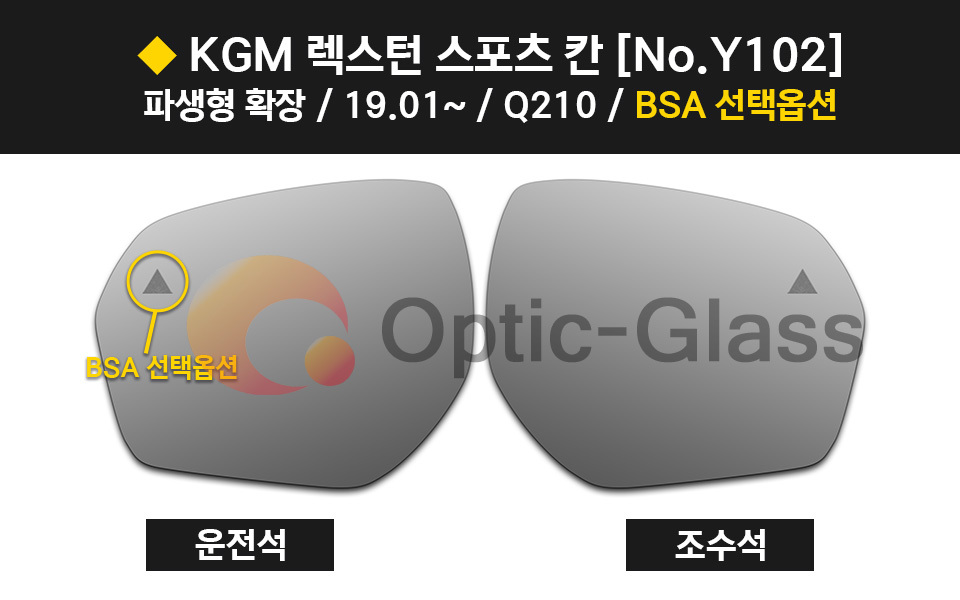 ◆ KGM 렉스턴 스포츠 칸 [No.Y102]
파생형 확장 / 19.01~ / Q210 / BSA 선택옵션
Optic-Glass
BSA 선택옵션
운전석
조수석